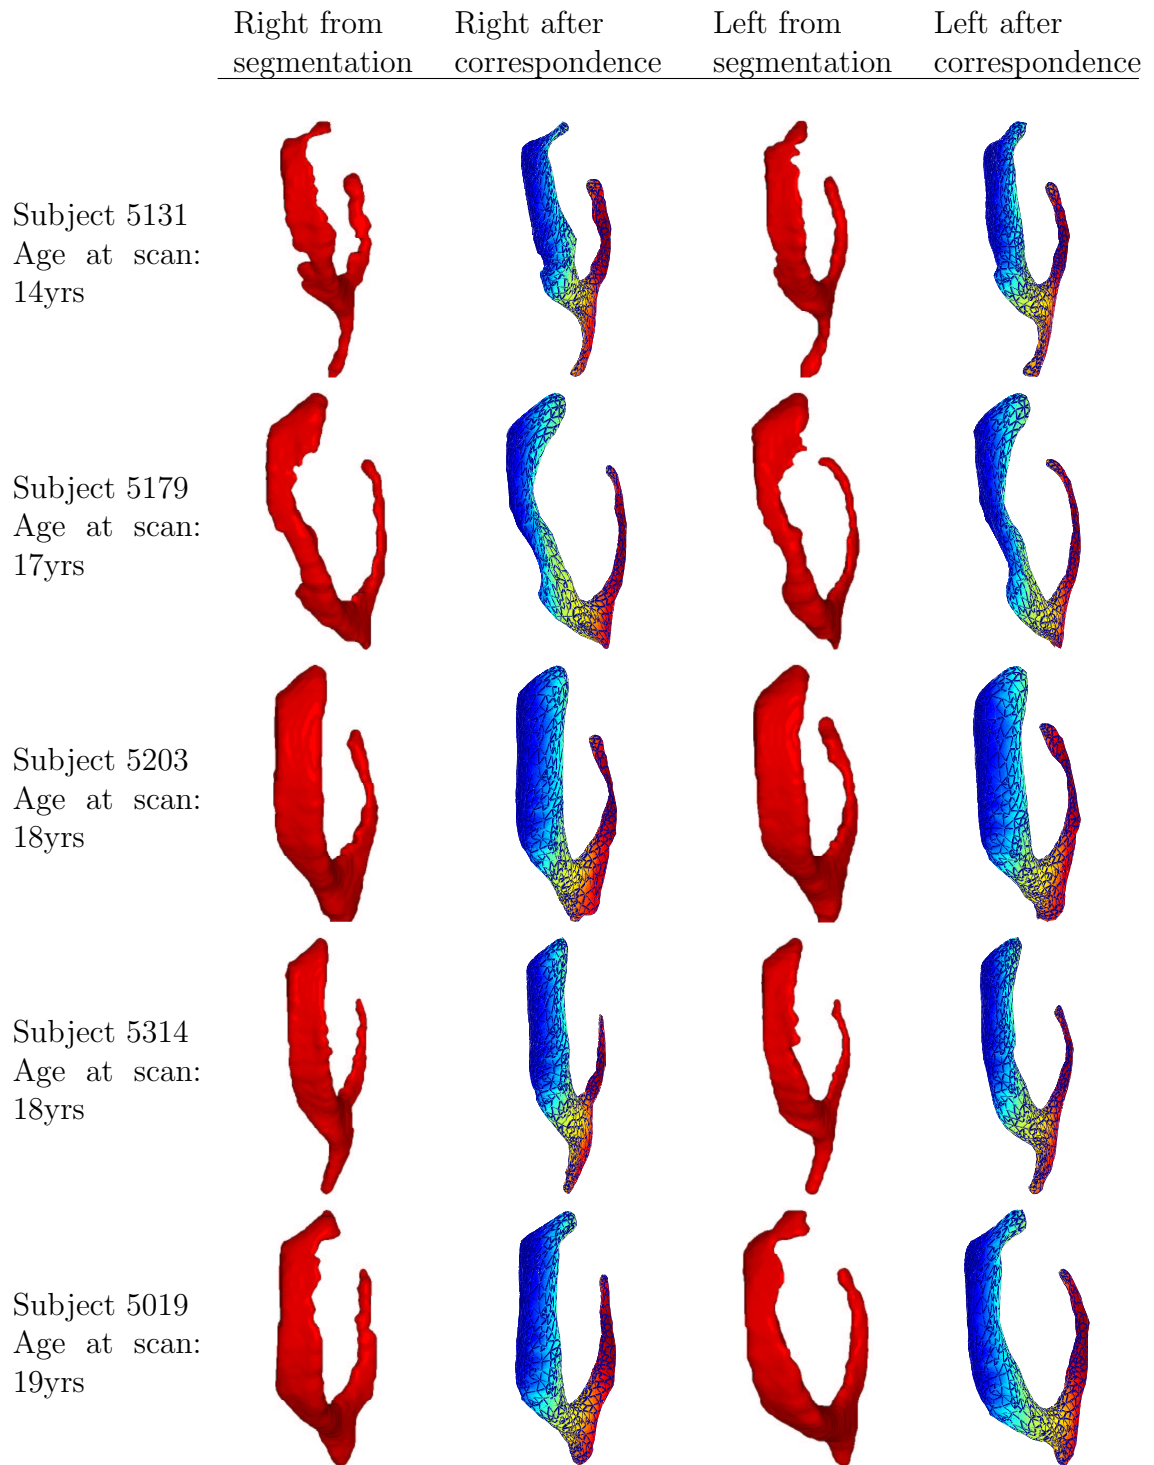 Right from
segmentation
Right after
correspondence
Left from
segmentation
Left after
correspondence
Subject 5131
Age at scan:
14yrs
Subject 5179
Age at scan:
17yrs
Subject 5203
Age at scan:
18yrs
Subject 5314
Age at scan:
18yrs
Subject 5019
Age at scan:
19yrs